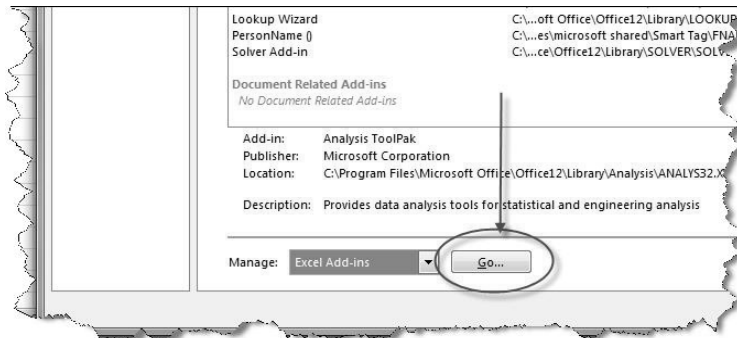 Lookup Wizard C:\...oft Office\Office12\Library\LOOKUP
PersonName () C:\...es\microsoft shared\Smart Tag\FNA
Solver Add-in C:\...ce\Office12\Library\SOLVER\SOLV
Document Related Add-ins
No Document Related Add-ins
Add-in: Analysis ToolPak
Publisher: Microsoft Corporation
Location: C:\Program Files\Microsoft Office\Office12\Library\Analysis\ANALYS32.X
Description: Provides data analysis tools for statistical and engineering analysis
Manage: Excel Add-ins Go...